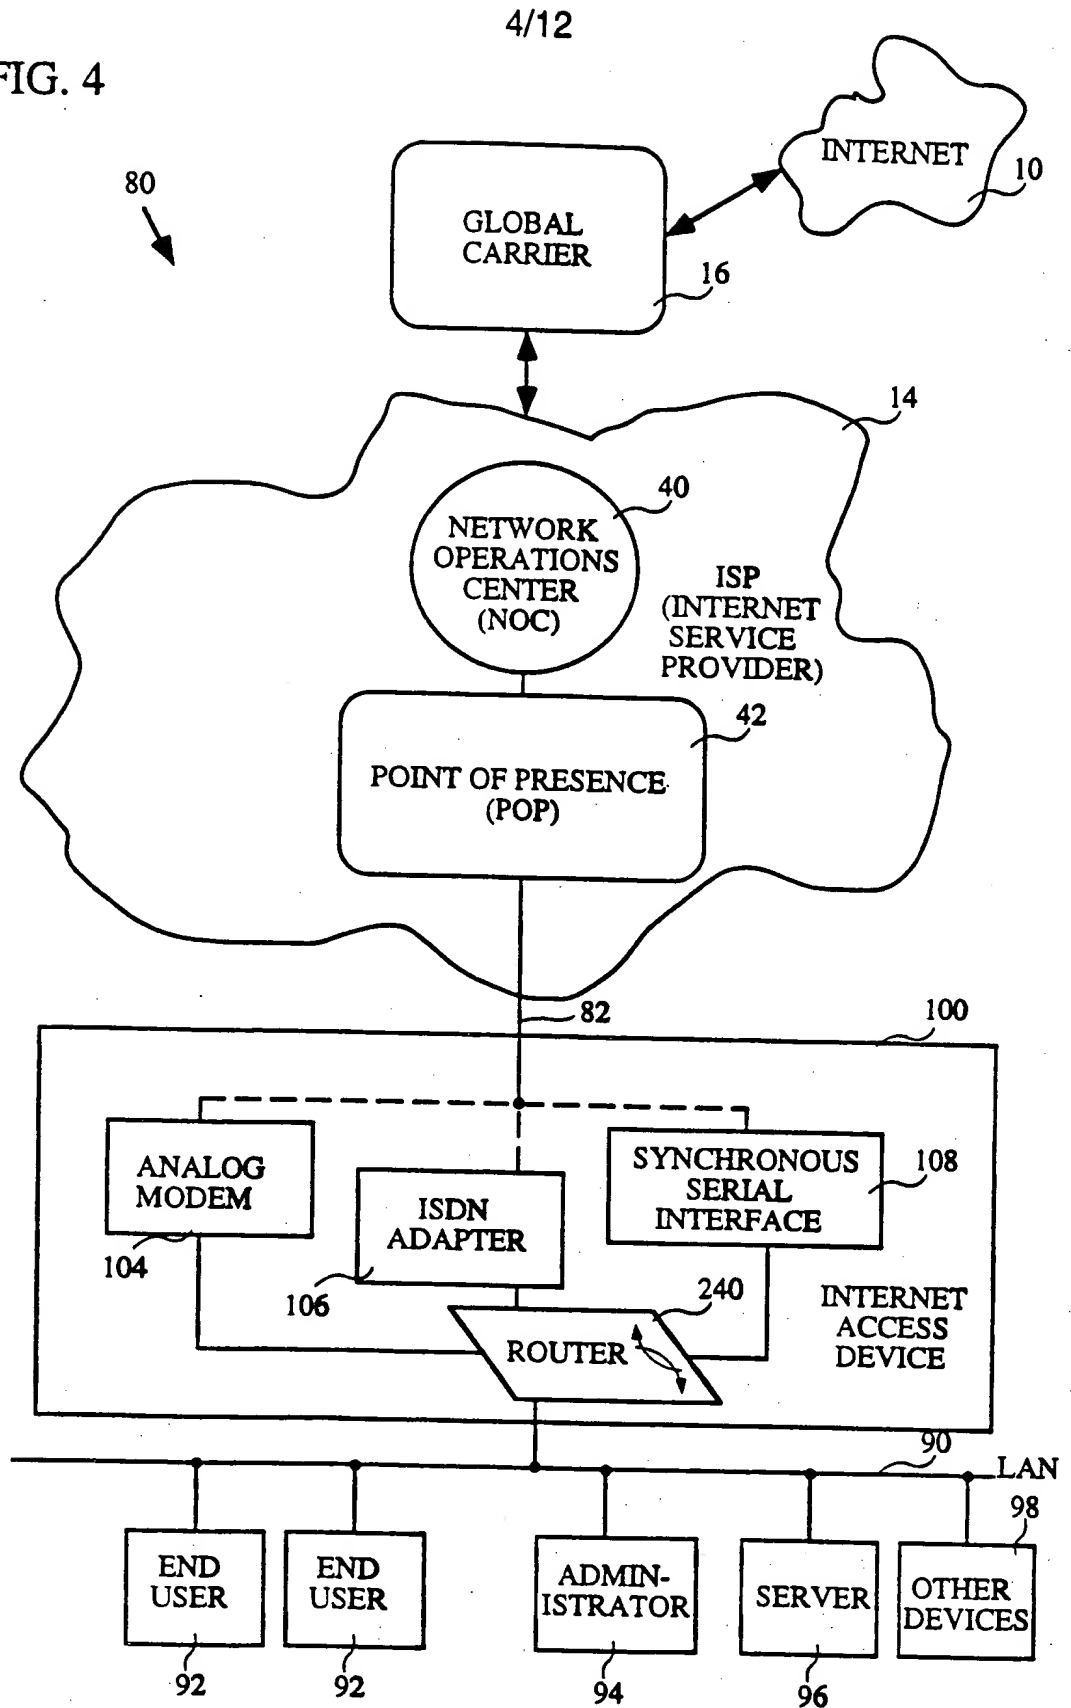 4/12
FIG. 4
INTERNET
10
80
GLOBAL
CARRIER
16
14
40
NETWORK
OPERATIONS
CENTER
(NOC)
ISP
(INTERNET
SERVICE
PROVIDER)
42
POINT OF PRESENCE
(POP)
82
100
ANALOG
MODEM
104
ISDN
ADAPTER
106
SYNCHRONOUS
SERIAL
INTERFACE
108
240
ROUTER
INTERNET
ACCESS
DEVICE
90
LAN
98
END
USER
92
END
USER
92
ADMIN-
ISTRATOR
94
SERVER
96
OTHER
DEVICES